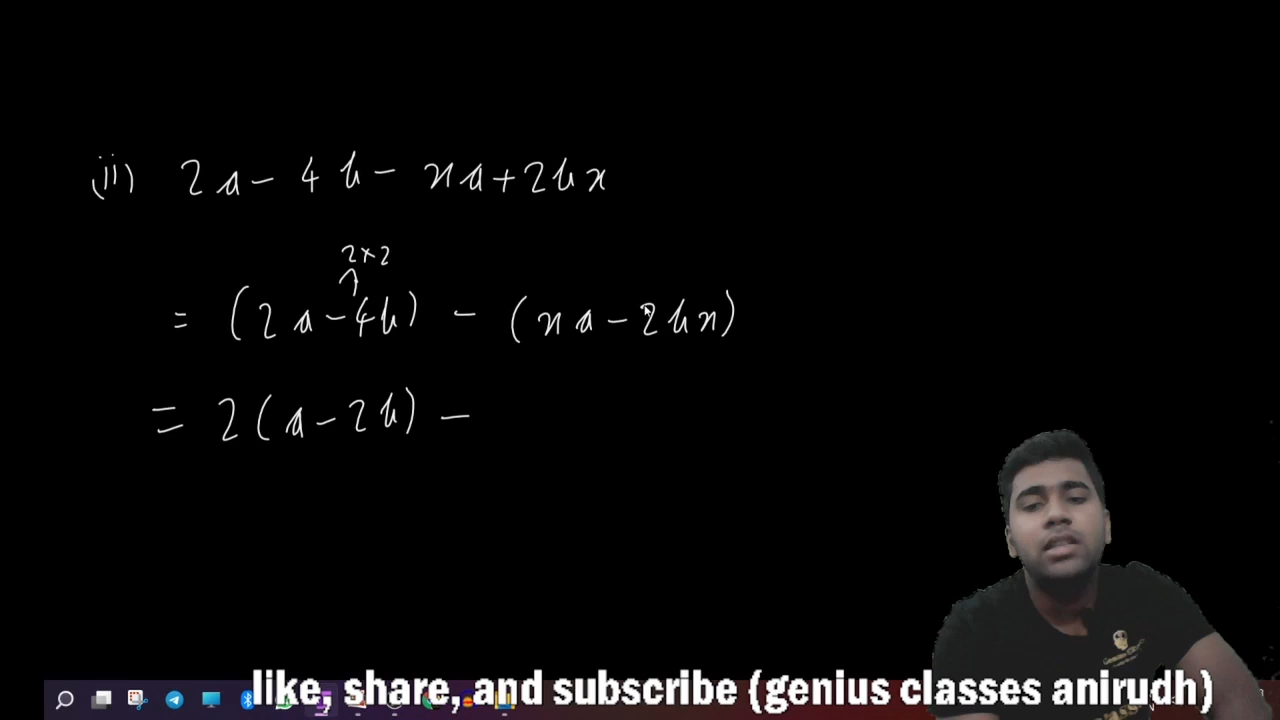 (ii) 2a - 4b - xa + 2bx
2 x 2
= (2a - 4b) - (xa - 2bx)
= 2(a - 2b) -
like, share, and subscribe (genius classes anirudh)